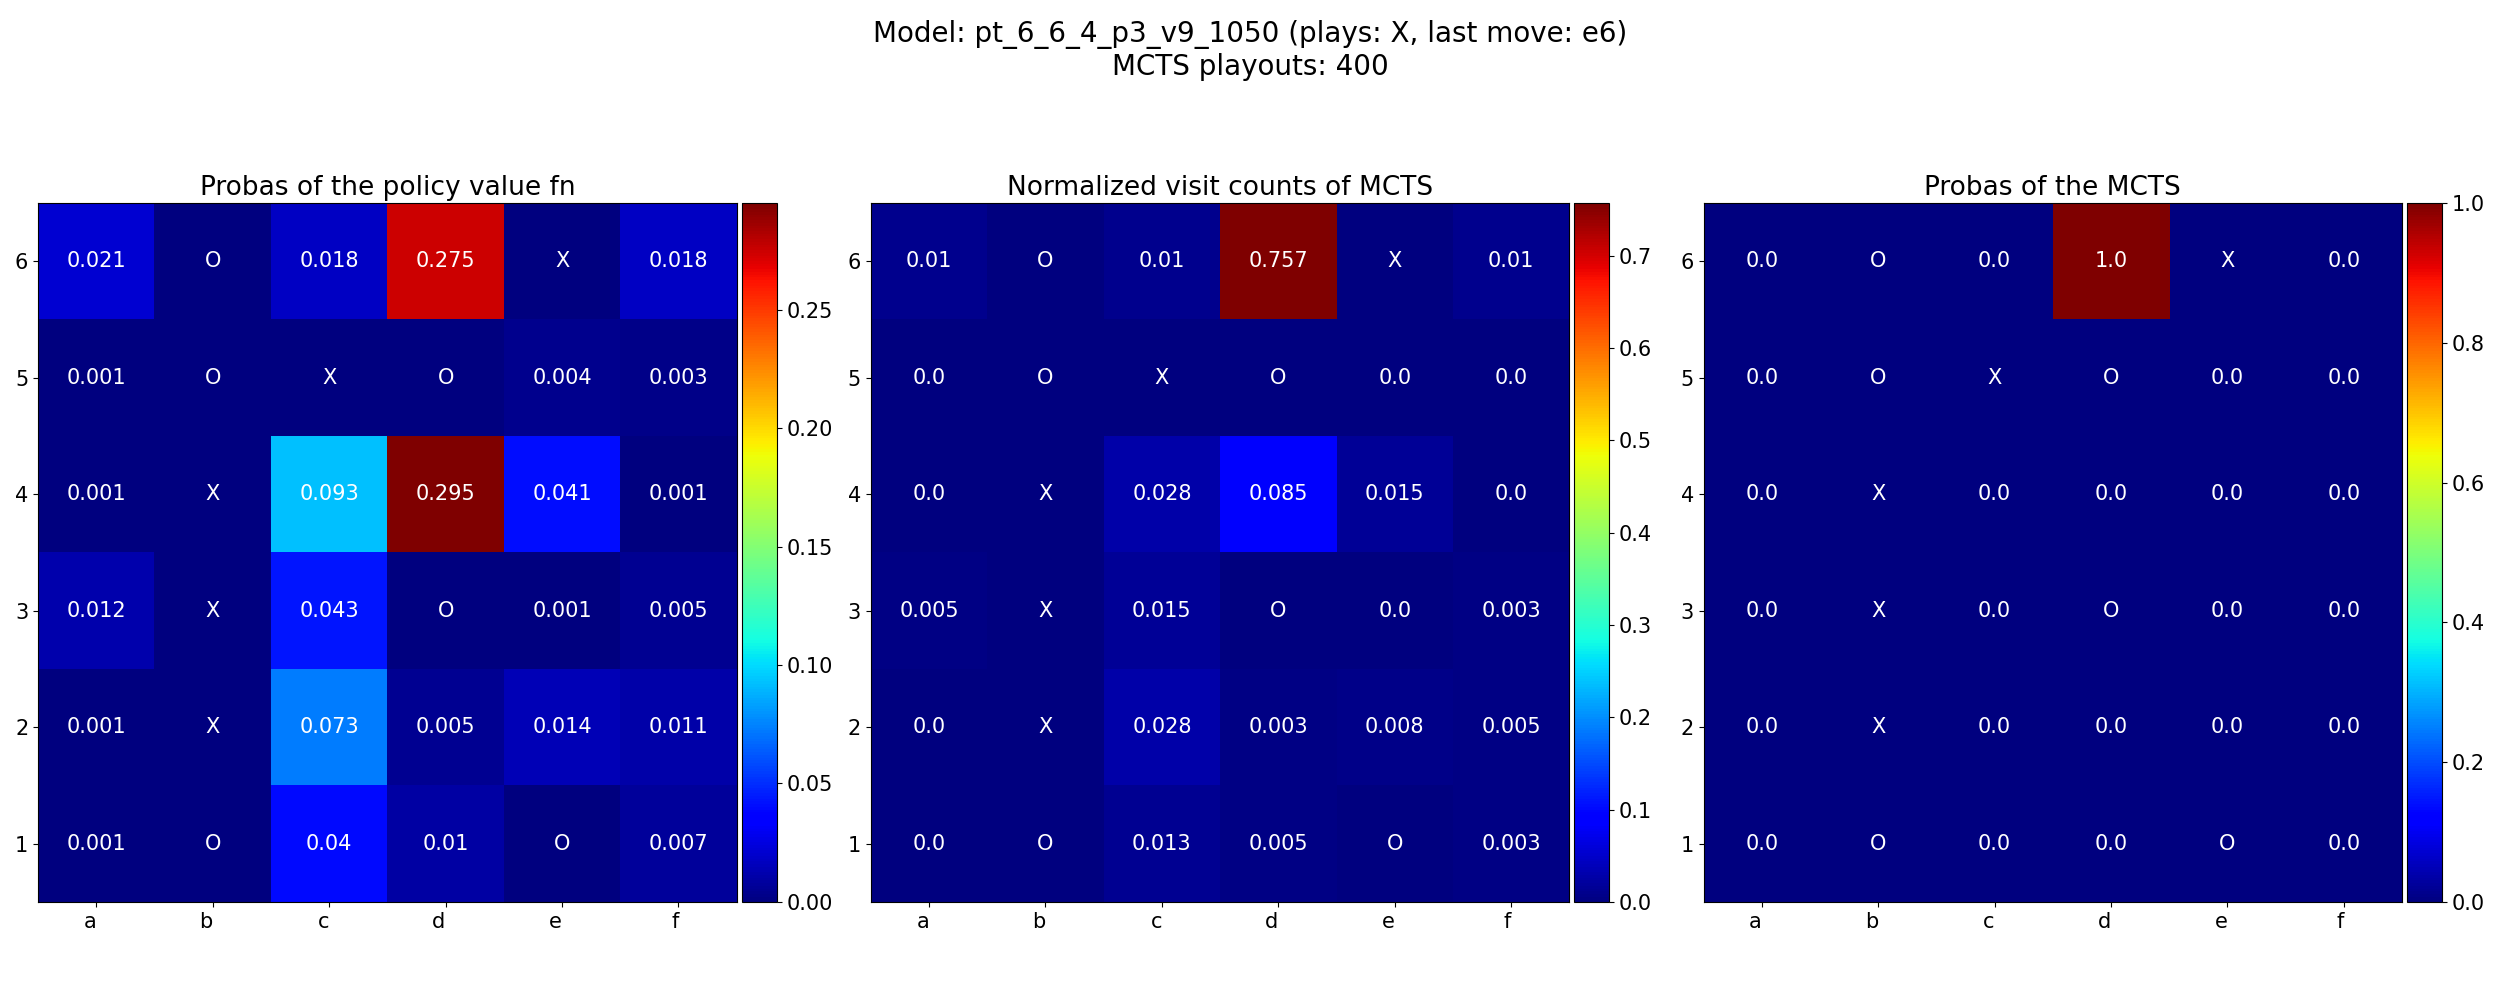 Model: pt_6_6_4_p3_v9_1050 (plays: X, last move: e6)
MCTS playouts: 400
Probas of the policy value fn
6 0.021 O 0.018 0.275 X 0.018
5 0.001 O X O 0.004 0.003
4 0.001 X 0.093 0.295 0.041 0.001
3 0.012 X 0.043 O 0.001 0.005
2 0.001 X 0.073 0.005 0.014 0.011
1 0.001 O 0.04 0.01 O 0.007
a b c d e f
0.25
0.20
0.15
0.10
0.05
0.00
Normalized visit counts of MCTS
6 0.01 O 0.01 0.757 X 0.01
5 0.0 O X O 0.0 0.0
4 0.0 X 0.028 0.085 0.015 0.0
3 0.005 X 0.015 O 0.0 0.003
2 0.0 X 0.028 0.003 0.008 0.005
1 0.0 O 0.013 0.005 O 0.003
a b c d e f
0.7
0.6
0.5
0.4
0.3
0.2
0.1
0.0
Probas of the MCTS
6 0.0 O 0.0 1.0 X 0.0
5 0.0 O X O 0.0 0.0
4 0.0 X 0.0 0.0 0.0 0.0
3 0.0 X 0.0 O 0.0 0.0
2 0.0 X 0.0 0.0 0.0 0.0
1 0.0 O 0.0 0.0 O 0.0
a b c d e f
1.0
0.8
0.6
0.4
0.2
0.0